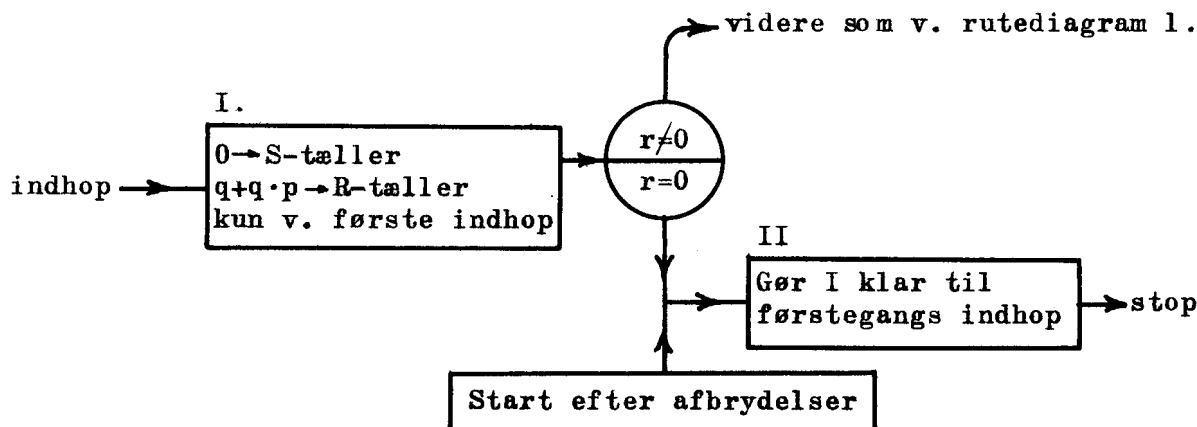 videre som v. rutediagram 1.
I.
0→S-tæller
q+q·p→R-tæller
kun v. første indhop
indhop
r≠0
r=0
II
Gør I klar til
førstegangs indhop
stop
Start efter afbrydelser